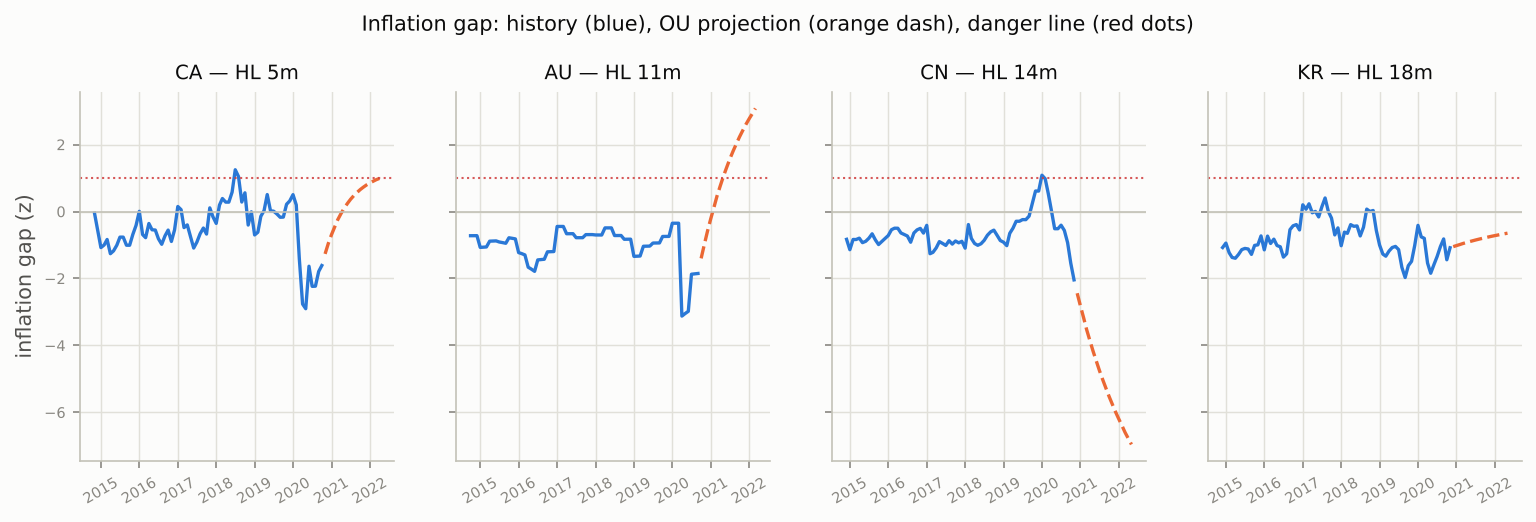 Inflation gap: history (blue), OU projection (orange dash), danger line (red dots)
CA — HL 5m
AU — HL 11m
CN — HL 14m
KR — HL 18m
inflation gap (z)
2
0
−2
−4
−6
2015 2016 2017 2018 2019 2020 2021 2022
2015 2016 2017 2018 2019 2020 2021 2022
2015 2016 2017 2018 2019 2020 2021 2022
2015 2016 2017 2018 2019 2020 2021 2022